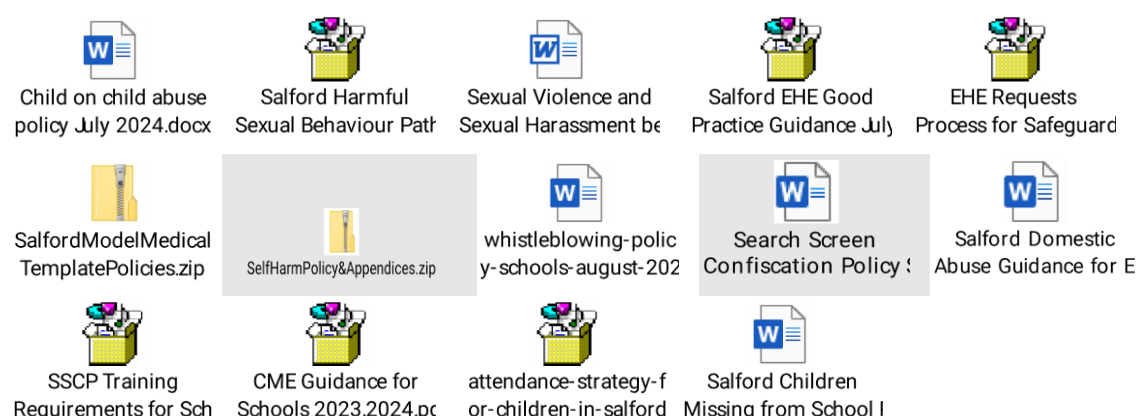 Child on child abuse
policy July 2024.docx
Salford Harmful
Sexual Behaviour Path
Sexual Violence and
Sexual Harassment be
Salford EHE Good
Practice Guidance July
EHE Requests
Process for Safeguard
SalfordModelMedical
TemplatePolicies.zip
SelfHarmPolicy&Appendices.zip
whistleblowing-polic
y-schools-august-202
Search Screen
Confiscation Policy S
Salford Domestic
Abuse Guidance for E
SSCP Training
Requirements for Sch
CME Guidance for
Schools 2023.2024.pd
attendance-strategy-f
or-children-in-salford
Salford Children
Missing from School